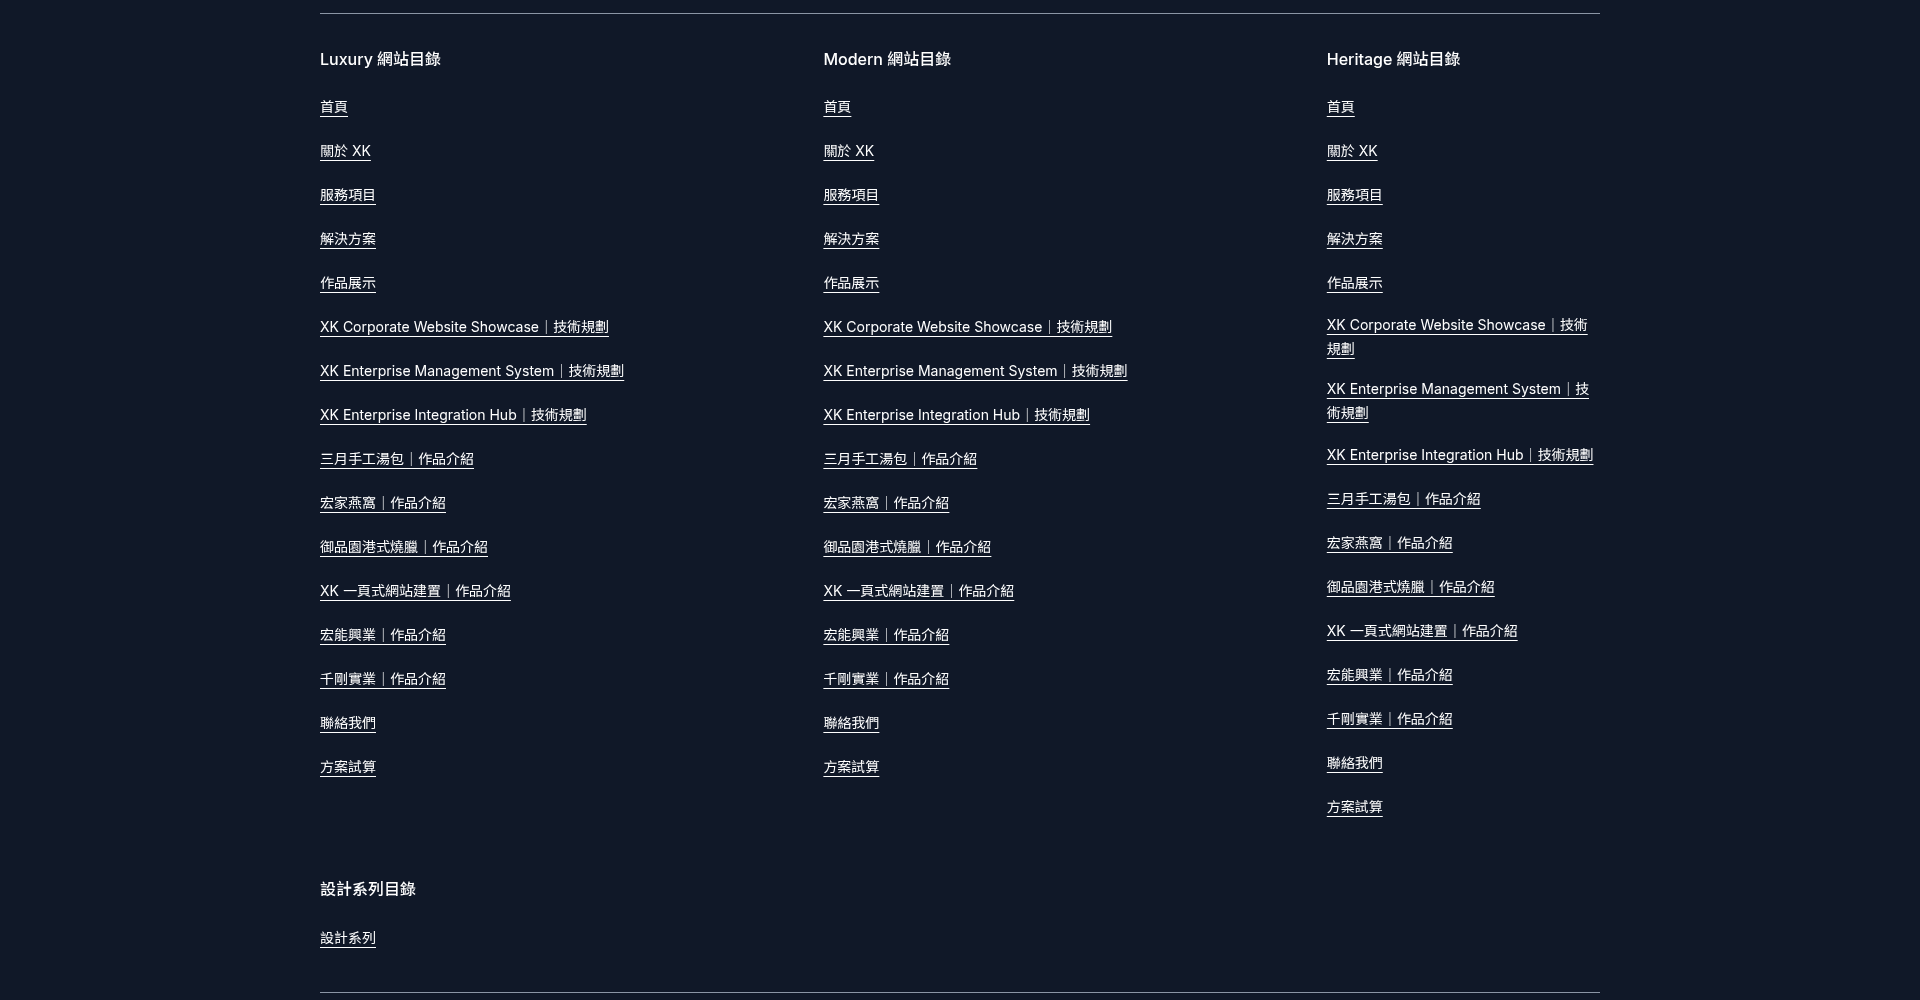 Luxury 網站目錄
首頁
關於 XK
服務項目
解決方案
作品展示
XK Corporate Website Showcase｜技術規劃
XK Enterprise Management System｜技術規劃
XK Enterprise Integration Hub｜技術規劃
三月手工湯包｜作品介紹
宏家燕窩｜作品介紹
御品園港式燒臘｜作品介紹
XK 一頁式網站建置｜作品介紹
宏能興業｜作品介紹
千剛實業｜作品介紹
聯絡我們
方案試算
Modern 網站目錄
首頁
關於 XK
服務項目
解決方案
作品展示
XK Corporate Website Showcase｜技術規劃
XK Enterprise Management System｜技術規劃
XK Enterprise Integration Hub｜技術規劃
三月手工湯包｜作品介紹
宏家燕窩｜作品介紹
御品園港式燒臘｜作品介紹
XK 一頁式網站建置｜作品介紹
宏能興業｜作品介紹
千剛實業｜作品介紹
聯絡我們
方案試算
Heritage 網站目錄
首頁
關於 XK
服務項目
解決方案
作品展示
XK Corporate Website Showcase｜技術
規劃
XK Enterprise Management System｜技
術規劃
XK Enterprise Integration Hub｜技術規劃
三月手工湯包｜作品介紹
宏家燕窩｜作品介紹
御品園港式燒臘｜作品介紹
XK 一頁式網站建置｜作品介紹
宏能興業｜作品介紹
千剛實業｜作品介紹
聯絡我們
方案試算
設計系列目錄
設計系列